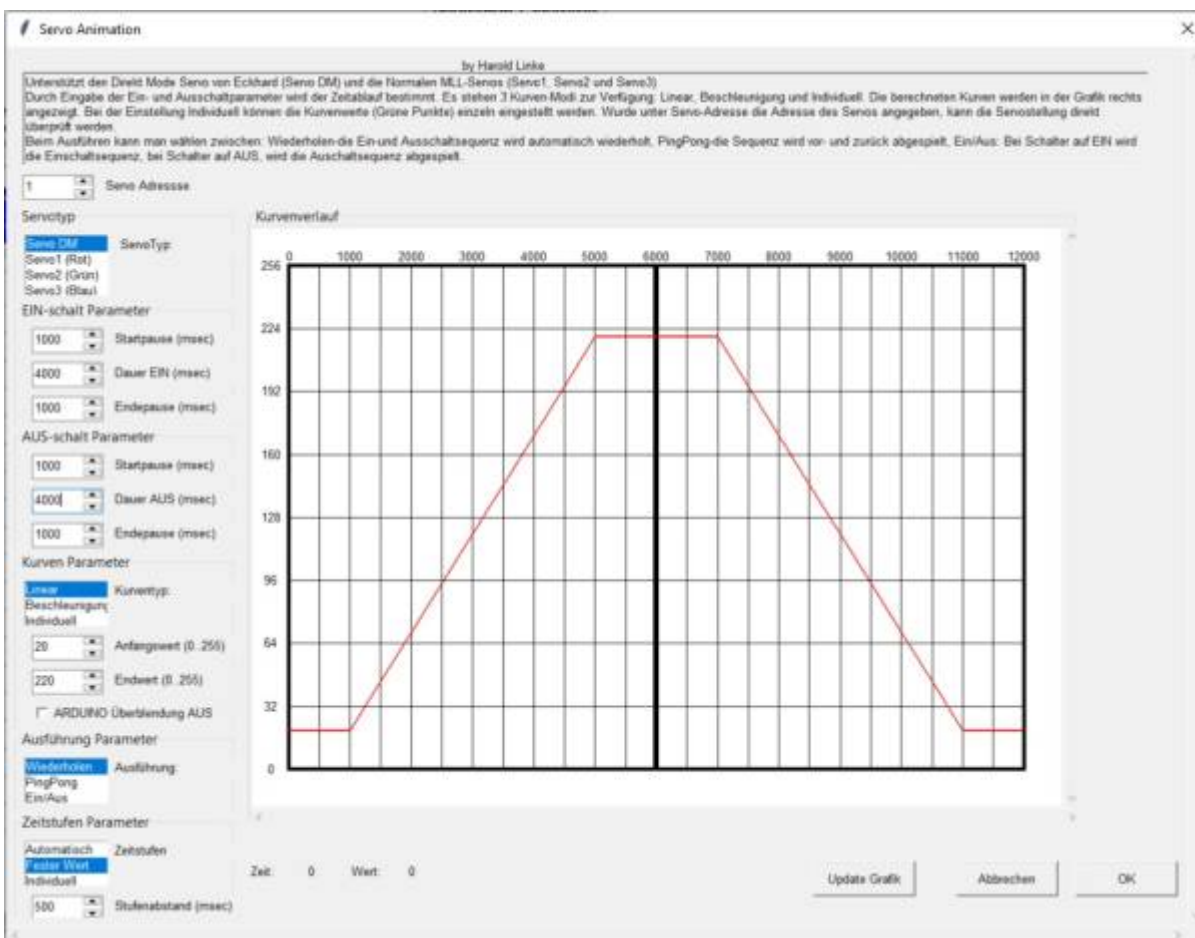 Servo Animation
by Harold Linke
Unterstützt den Direkt Mode Servo von Eckhard (Servo DM) und die Normalen MLL-Servos (Servo1, Servo2 und Servo3)
Durch Eingabe der Ein- und Ausschaltparameter wird der Zeitablauf bestimmt. Es stehen 3 Kurven-Modi zur Verfügung: Linear, Beschleunigung und Individuell. Die berechneten Kurven werden in der Grafik rechts
angezeigt. Bei der Einstellung Individuell können die Kurvenwerte (Grüne Punkte) einzeln eingestellt werden. Wurde unter Servo-Adresse die Adresse des Servos angegeben, kann die Servostellung direkt
überprüft werden.
Beim Ausführen kann man wählen zwischen: Wiederholen-die Ein-und Ausschaltsequenz wird automatisch wiederholt, PingPong-die Sequenz wird vor- und zurück abgespielt, Ein/Aus: Bei Schalter auf EIN wird
die Einschaltsequenz, bei Schalter auf AUS, wird die Auschaltsequenz abgespielt.
1 Servo Adressse
Servotyp
Servo DM ServoTyp:
Servo1 (Rot)
Servo2 (Grün)
Servo3 (Blau)
EIN-schalt Parameter
1000 Startpause (msec)
4000 Dauer EIN (msec)
1000 Endepause (msec)
AUS-schalt Parameter
1000 Startpause (msec)
4000 Dauer AUS (msec)
1000 Endepause (msec)
Kurven Parameter
Linear Kurventyp:
Beschleunigung
Individuell
20 Anfangswert (0..255)
220 Endwert (0..255)
ARDUINO Überblendung AUS
Ausführung Parameter
Wiederholen Ausführung:
PingPong
Ein/Aus
Zeitstufen Parameter
Automatisch Zeitstufen
Fester Wert
Individuell
500 Stufenabstand (msec)
Kurvenverlauf
0 1000 2000 3000 4000 5000 6000 7000 8000 9000 10000 11000 12000
256
224
192
160
128
96
64
32
0
Zeit: 0 Wert: 0
Update Grafik Abbrechen OK